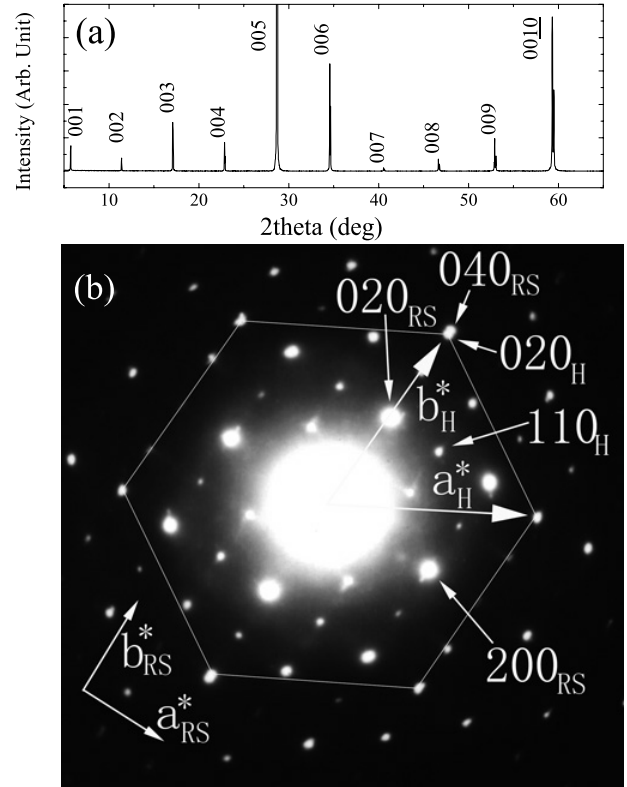 (a)
Intensity (Arb. Unit)
001
002
003
004
005
006
007
008
009
0010
10 20 30 40 50 60
2theta (deg)
(b)
020RS
040RS
020H
b*H
110H
a*H
200RS
b*RS
a*RS